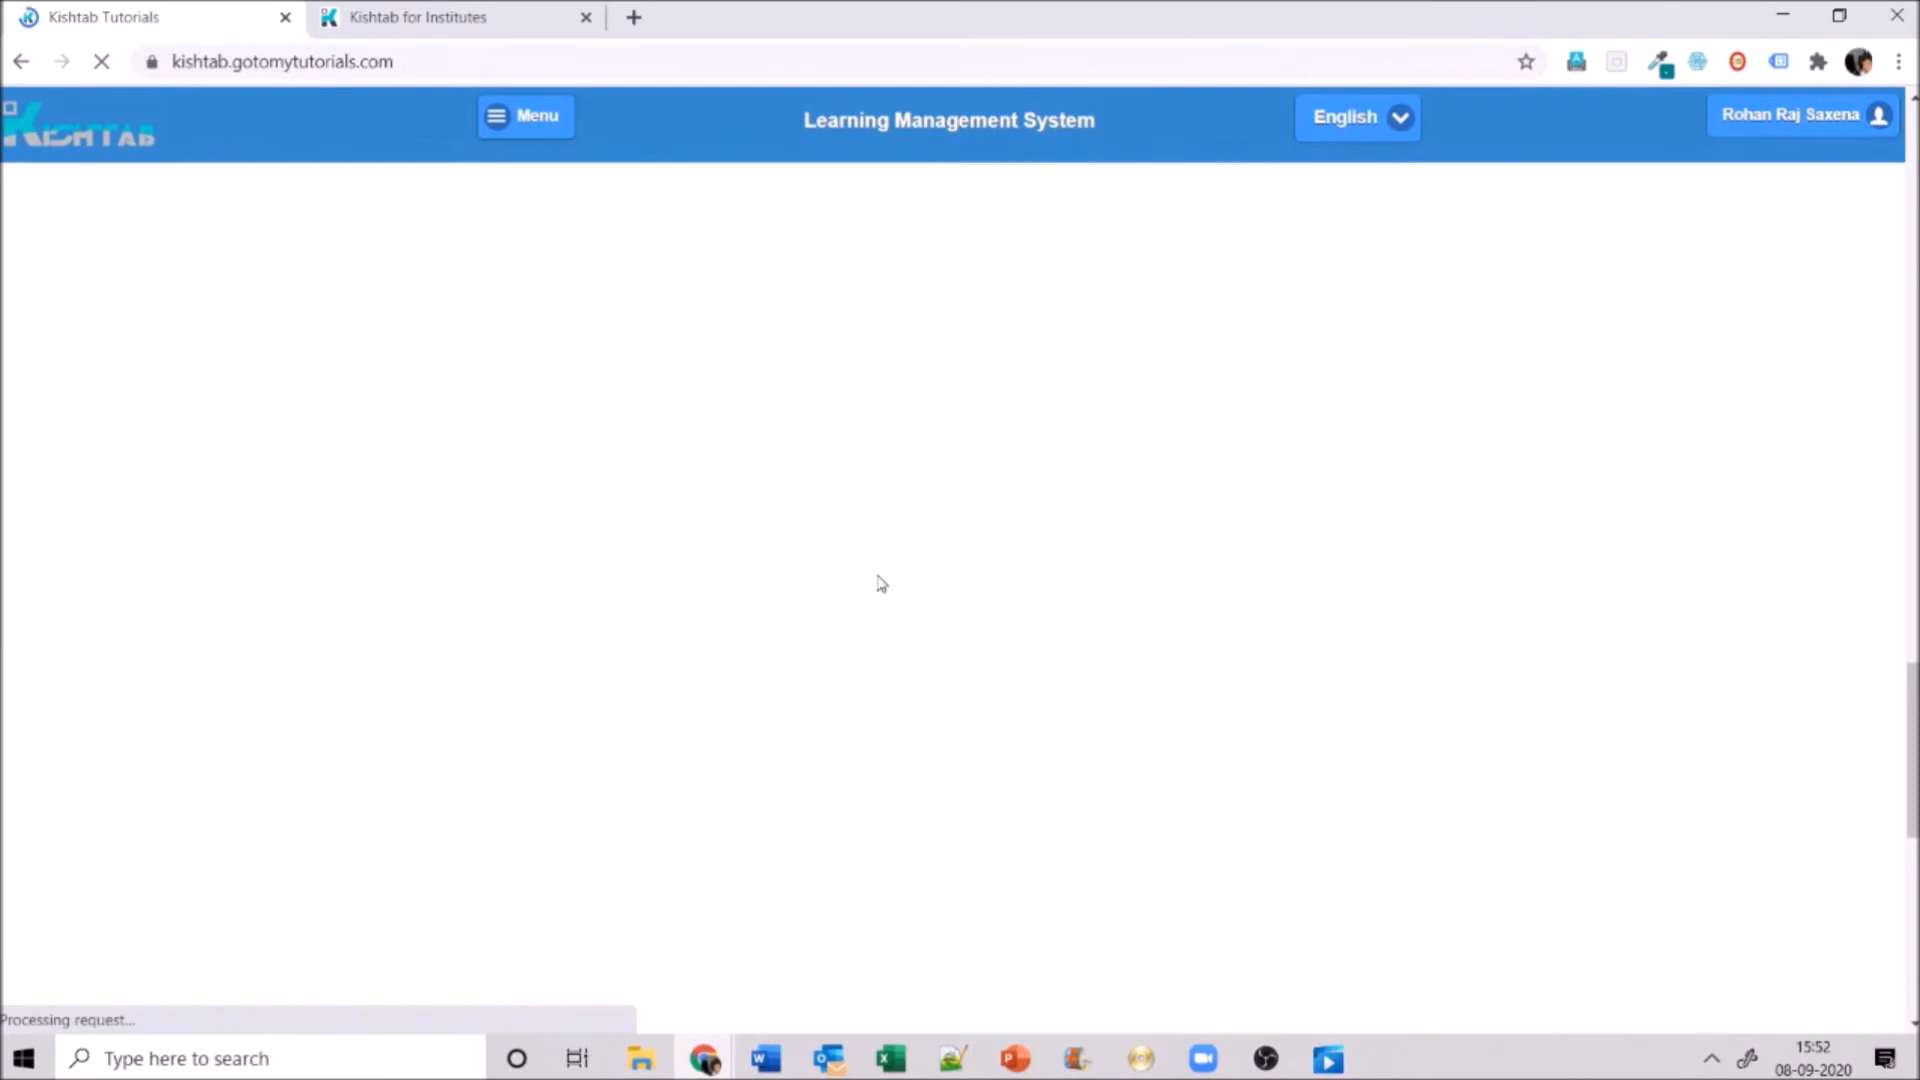 Kishtab Tutorials
Kishtab for Institutes
kishtab.gotomytutorials.com
KISHTAB
Menu
Learning Management System
English
Rohan Raj Saxena
Processing request...
Type here to search
15:52
08-09-2020